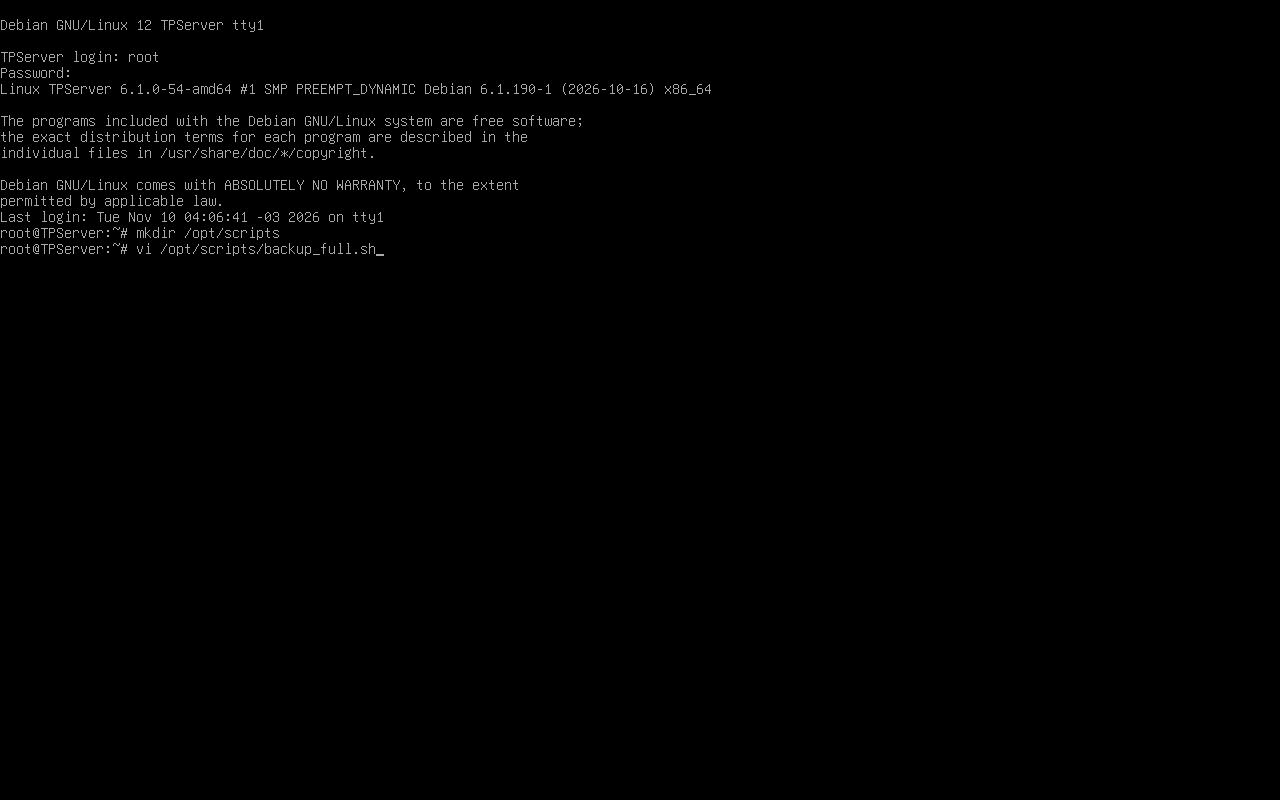 Debian GNU/Linux 12 TPServer tty1
TPServer login: root
Password:
Linux TPServer 6.1.0-54-amd64 #1 SMP PREEMPT_DYNAMIC Debian 6.1.190-1 (2026-10-16) x86_64
The programs included with the Debian GNU/Linux system are free software;
the exact distribution terms for each program are described in the
individual files in /usr/share/doc/*/copyright.
Debian GNU/Linux comes with ABSOLUTELY NO WARRANTY, to the extent
permitted by applicable law.
Last login: Tue Nov 10 04:06:41 -03 2026 on tty1
root@TPServer:~# mkdir /opt/scripts
root@TPServer:~# vi /opt/scripts/backup_full.sh